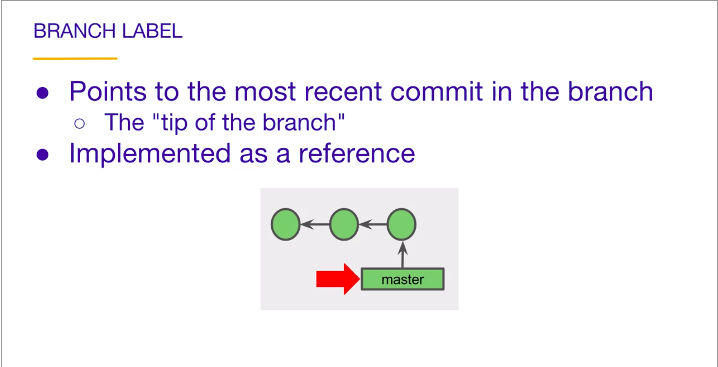 BRANCH LABEL
● Points to the most recent commit in the branch
○ The "tip of the branch"
● Implemented as a reference
master